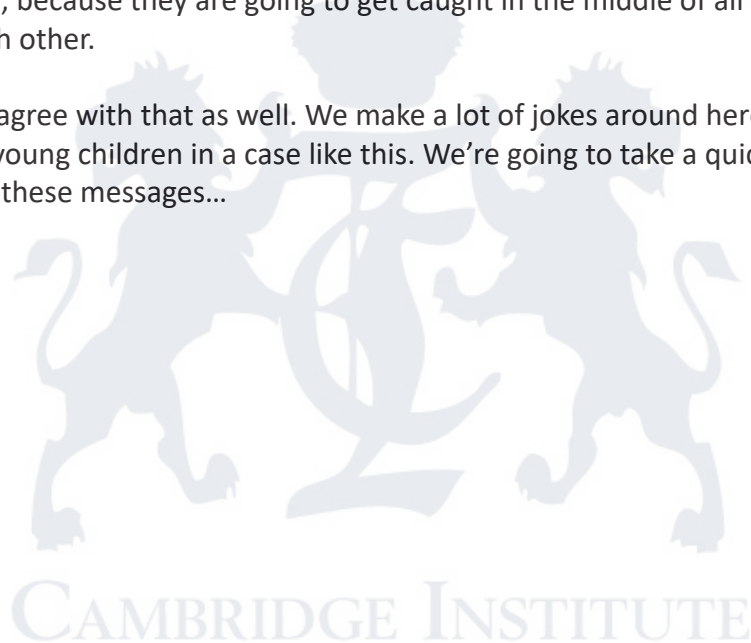 , because they are going to get caught in the middle of all
h other.
agree with that as well. We make a lot of jokes around here
young children in a case like this. We’re going to take a quic
these messages…
CAMBRIDGE INSTITUTE